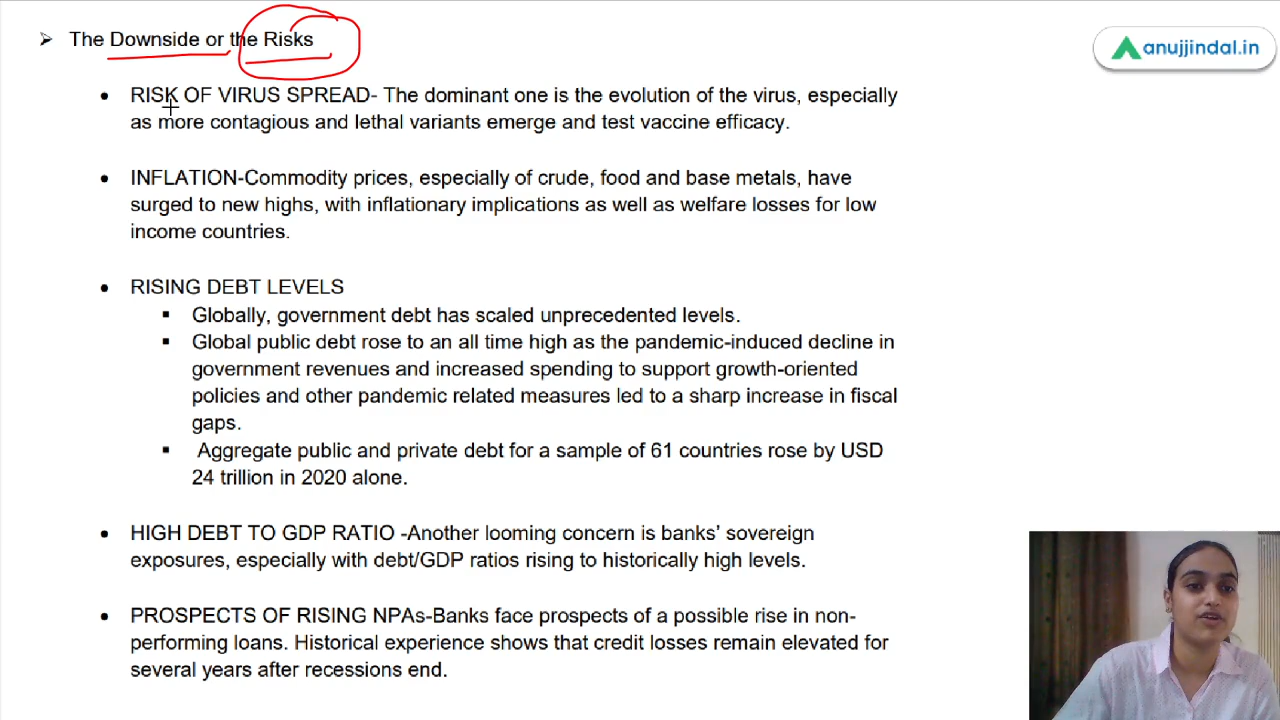 The Downside or the Risks
anujjindal.in
RISK OF VIRUS SPREAD- The dominant one is the evolution of the virus, especially
as more contagious and lethal variants emerge and test vaccine efficacy.
INFLATION-Commodity prices, especially of crude, food and base metals, have
surged to new highs, with inflationary implications as well as welfare losses for low
income countries.
RISING DEBT LEVELS
Globally, government debt has scaled unprecedented levels.
Global public debt rose to an all time high as the pandemic-induced decline in
government revenues and increased spending to support growth-oriented
policies and other pandemic related measures led to a sharp increase in fiscal
gaps.
Aggregate public and private debt for a sample of 61 countries rose by USD
24 trillion in 2020 alone.
HIGH DEBT TO GDP RATIO -Another looming concern is banks’ sovereign
exposures, especially with debt/GDP ratios rising to historically high levels.
PROSPECTS OF RISING NPAs-Banks face prospects of a possible rise in non-
performing loans. Historical experience shows that credit losses remain elevated for
several years after recessions end.